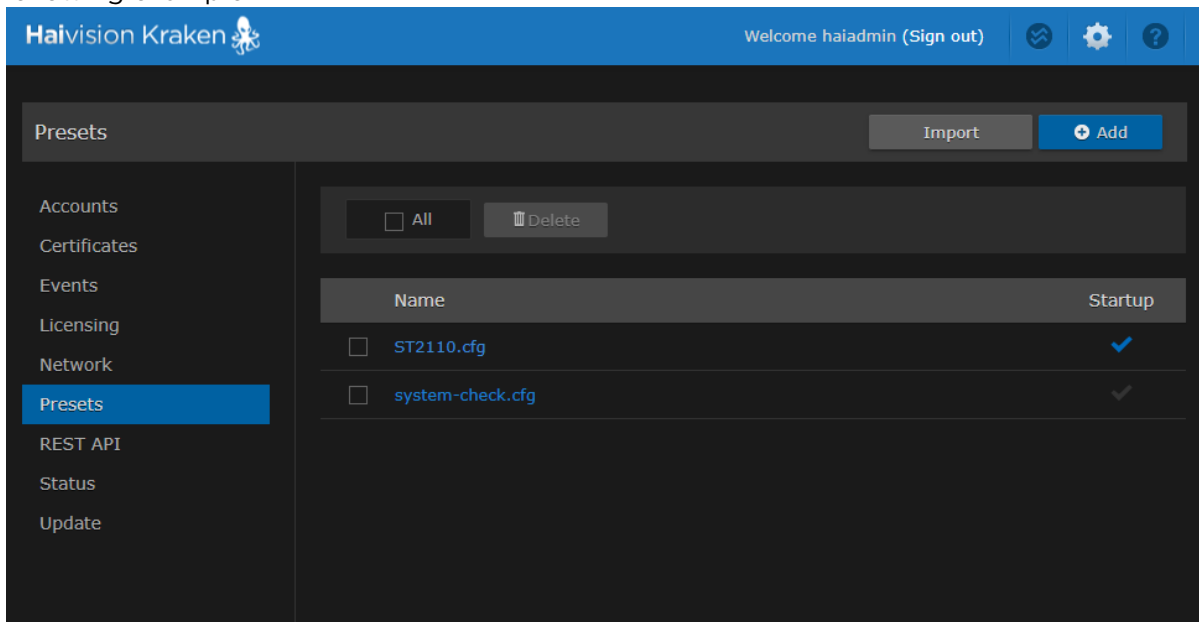 Haivision Kraken
Welcome haiadmin (Sign out)
Presets
Import
Add
Accounts
Certificates
Events
Licensing
Network
Presets
REST API
Status
Update
All
Delete
Name Startup
ST2110.cfg
system-check.cfg